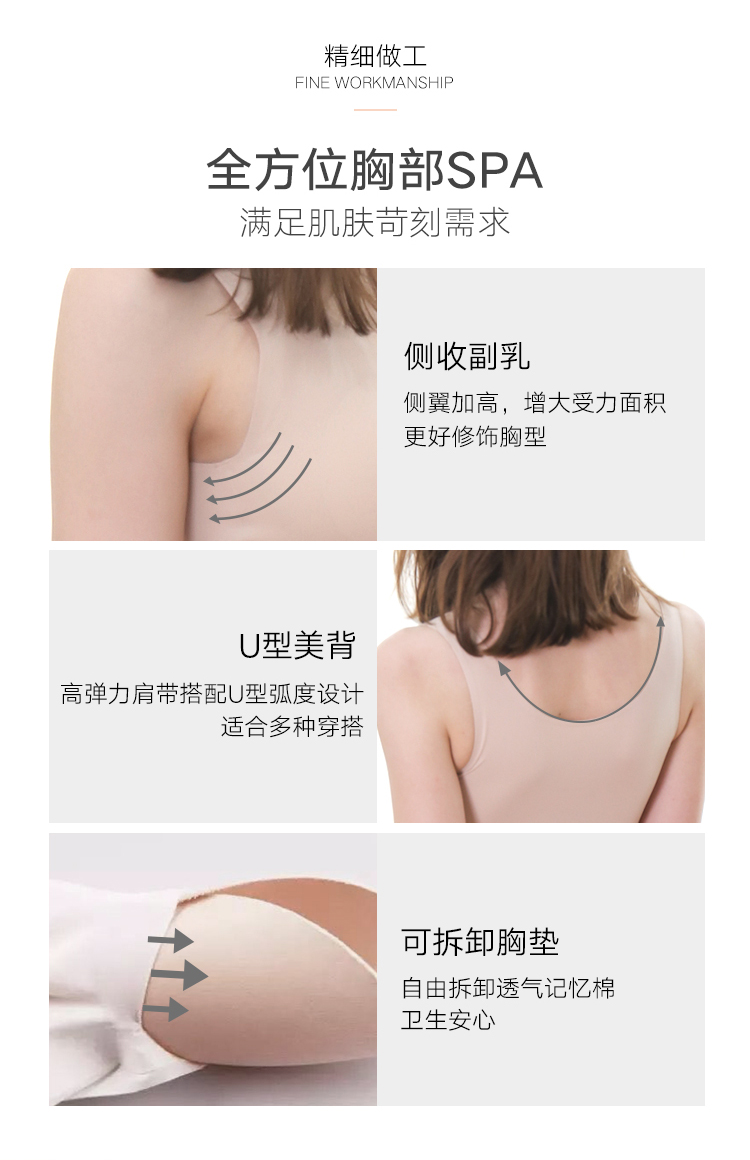 精细做工
FINE WORKMANSHIP
全方位胸部SPA
满足肌肤苛刻需求
侧收副乳
侧翼加高，增大受力面积
更好修饰胸型
U型美背
高弹力肩带搭配U型弧度设计
适合多种穿搭
可拆卸胸垫
自由拆卸透气记忆棉
卫生安心